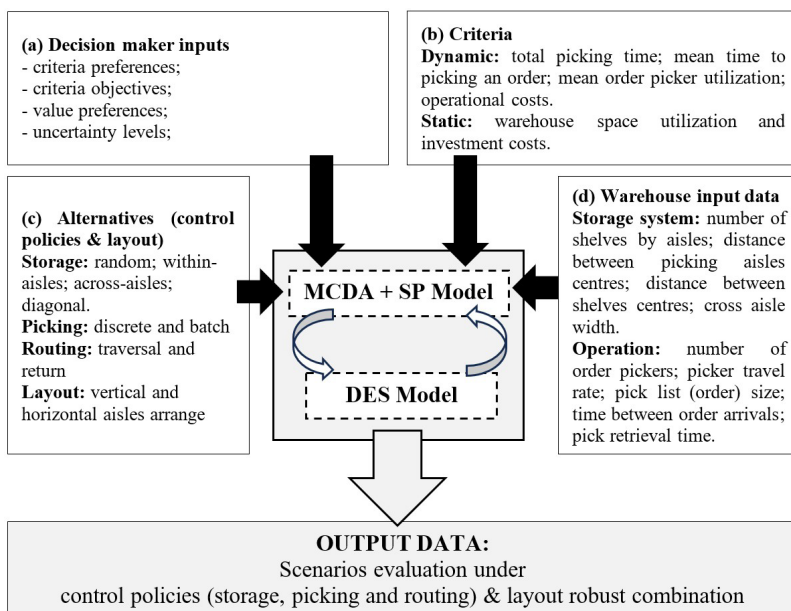 (a) Decision maker inputs
- criteria preferences;
- criteria objectives;
- value preferences;
- uncertainty levels;
(b) Criteria
Dynamic: total picking time; mean time to
picking an order; mean order picker utilization;
operational costs.
Static: warehouse space utilization and
investment costs.
(c) Alternatives (control
policies & layout)
Storage: random; within-
aisles; across-aisles;
diagonal.
Picking: discrete and batch
Routing: traversal and
return
Layout: vertical and
horizontal aisles arrange
MCDA + SP Model
DES Model
(d) Warehouse input data
Storage system: number of
shelves by aisles; distance
between picking aisles
centres; distance between
shelves centres; cross aisle
width.
Operation: number of
order pickers; picker travel
rate; pick list (order) size;
time between order arrivals;
pick retrieval time.
OUTPUT DATA:
Scenarios evaluation under
control policies (storage, picking and routing) & layout robust combination